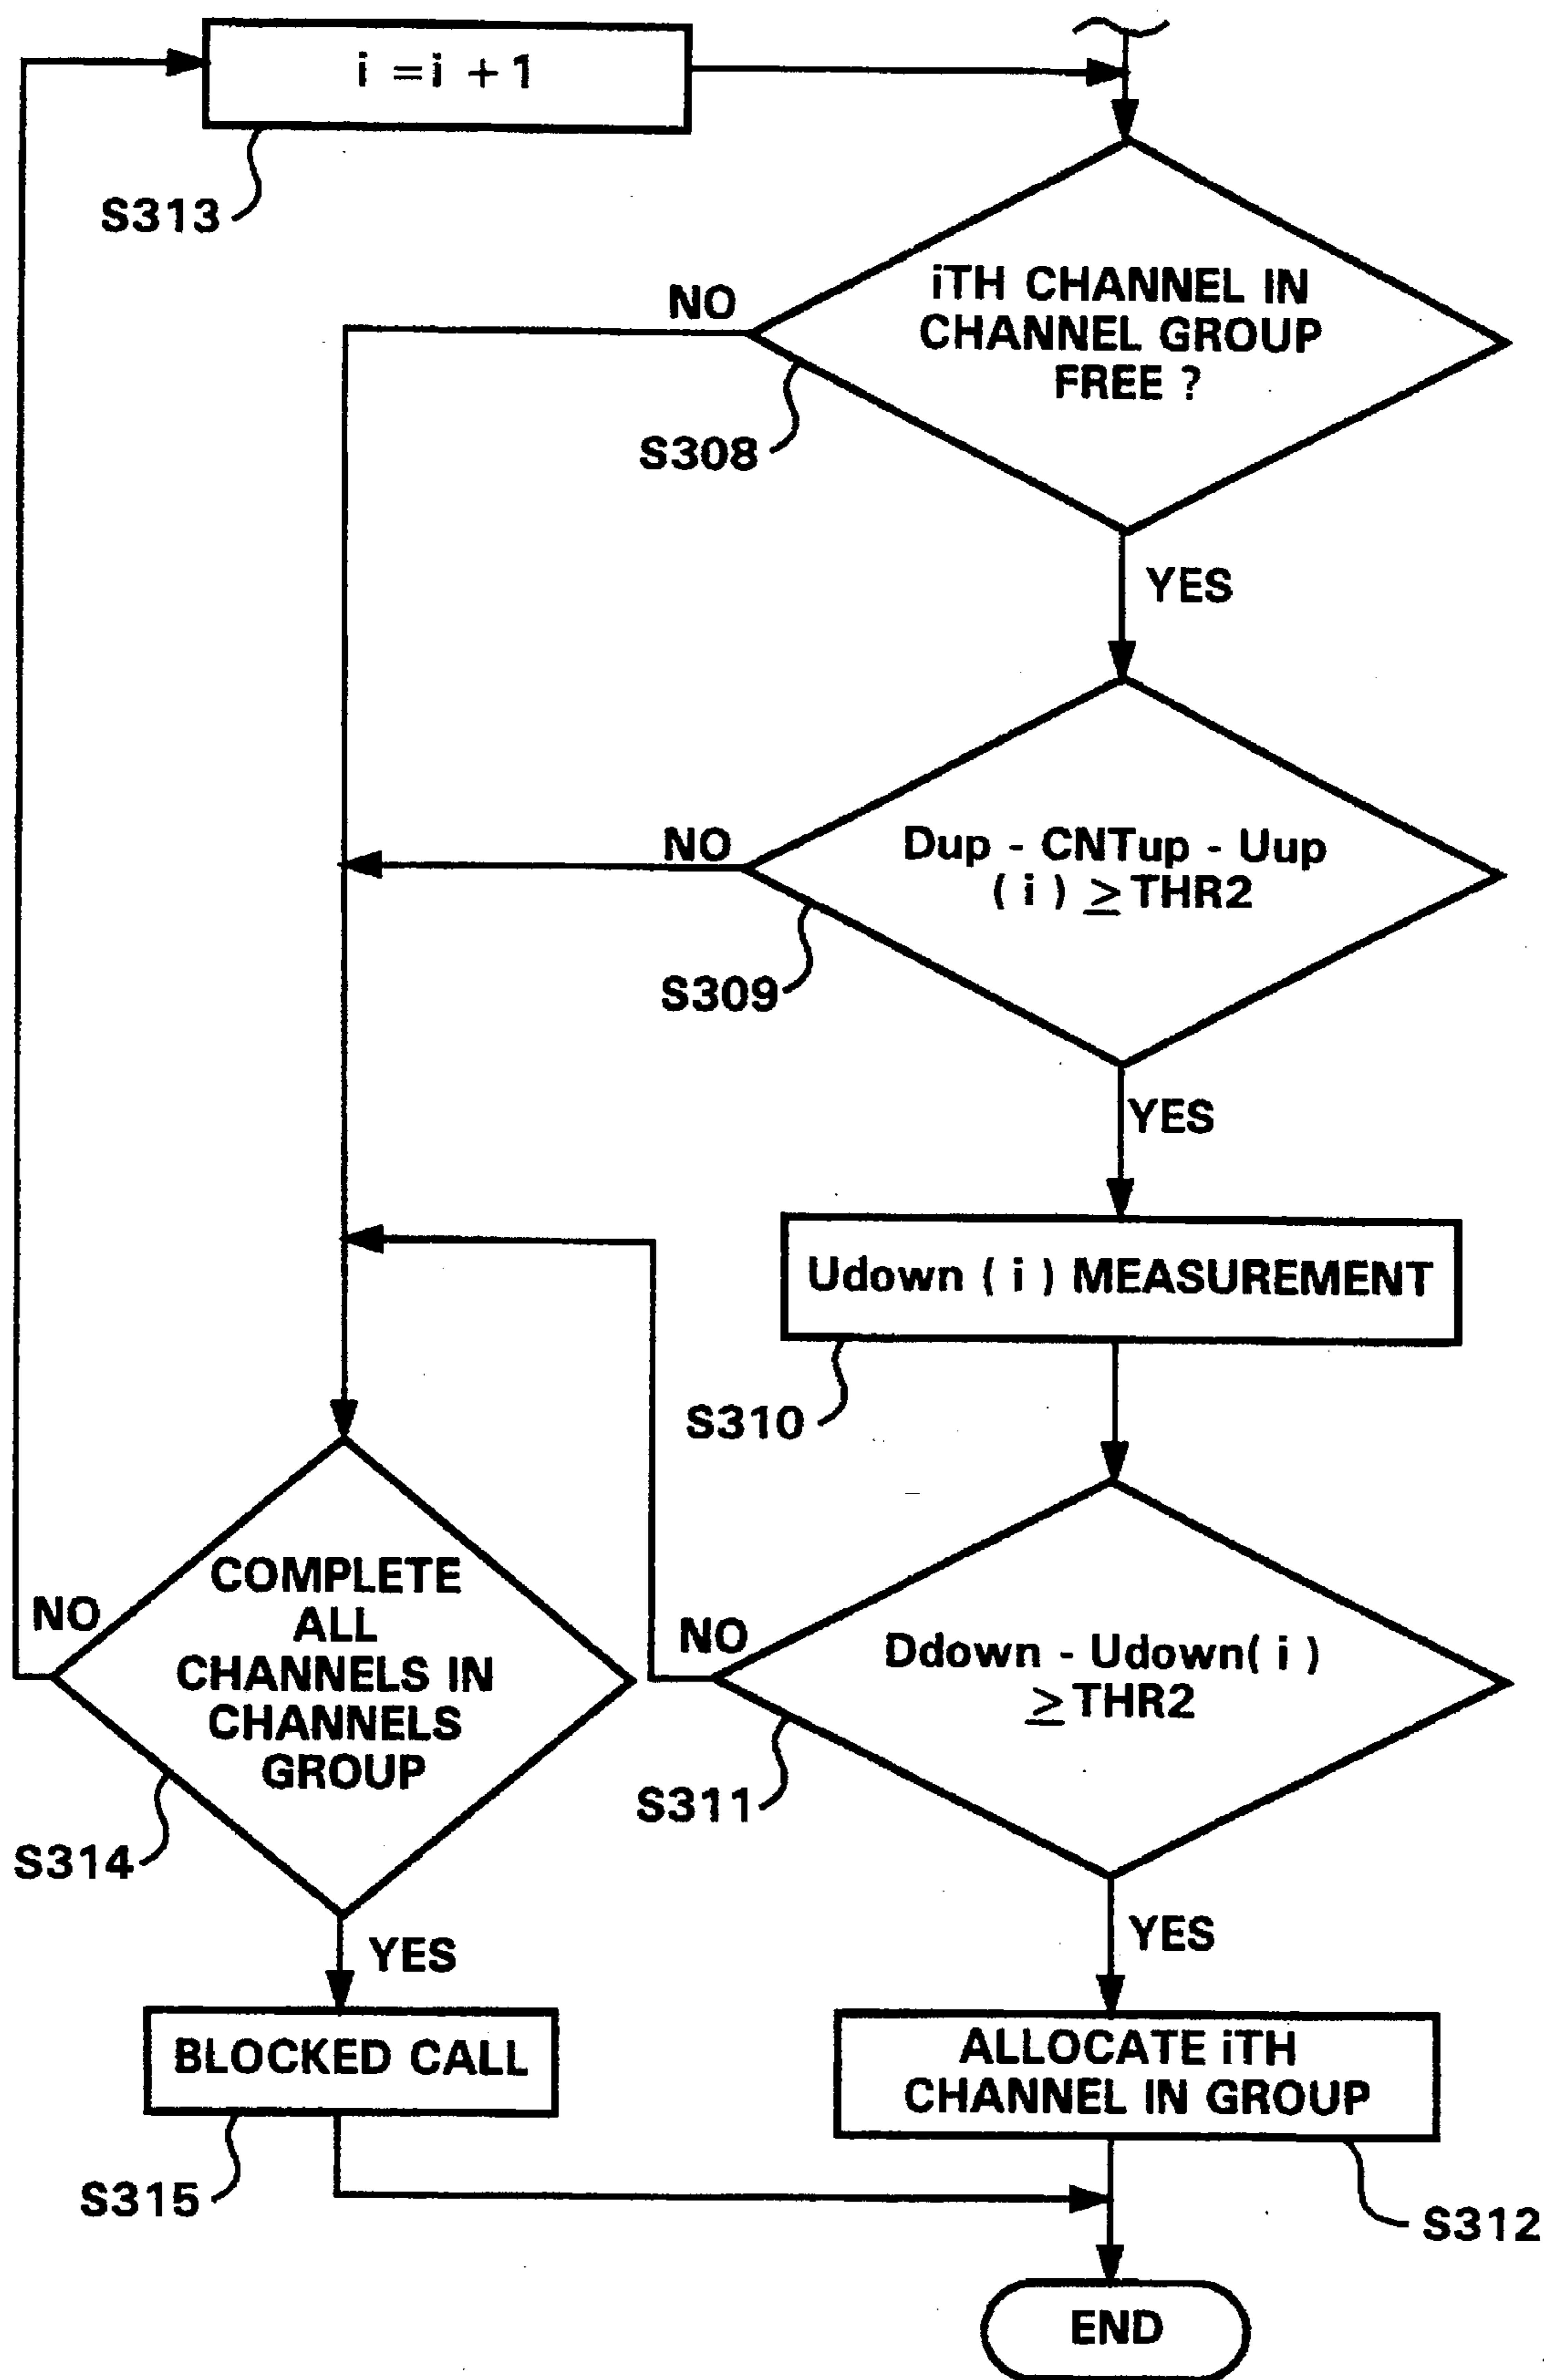 i = i + 1
S313
iTH CHANNEL IN
CHANNEL GROUP
FREE ?
NO
S308
YES
Dup - CNTup - Uup
( i ) ≥ THR2
NO
S309
YES
Udown ( i ) MEASUREMENT
S310
Ddown - Udown( i )
≥ THR2
NO
S311
YES
COMPLETE
ALL
CHANNELS IN
CHANNELS
GROUP
NO
S314
YES
BLOCKED CALL
S315
ALLOCATE iTH
CHANNEL IN GROUP
S312
END